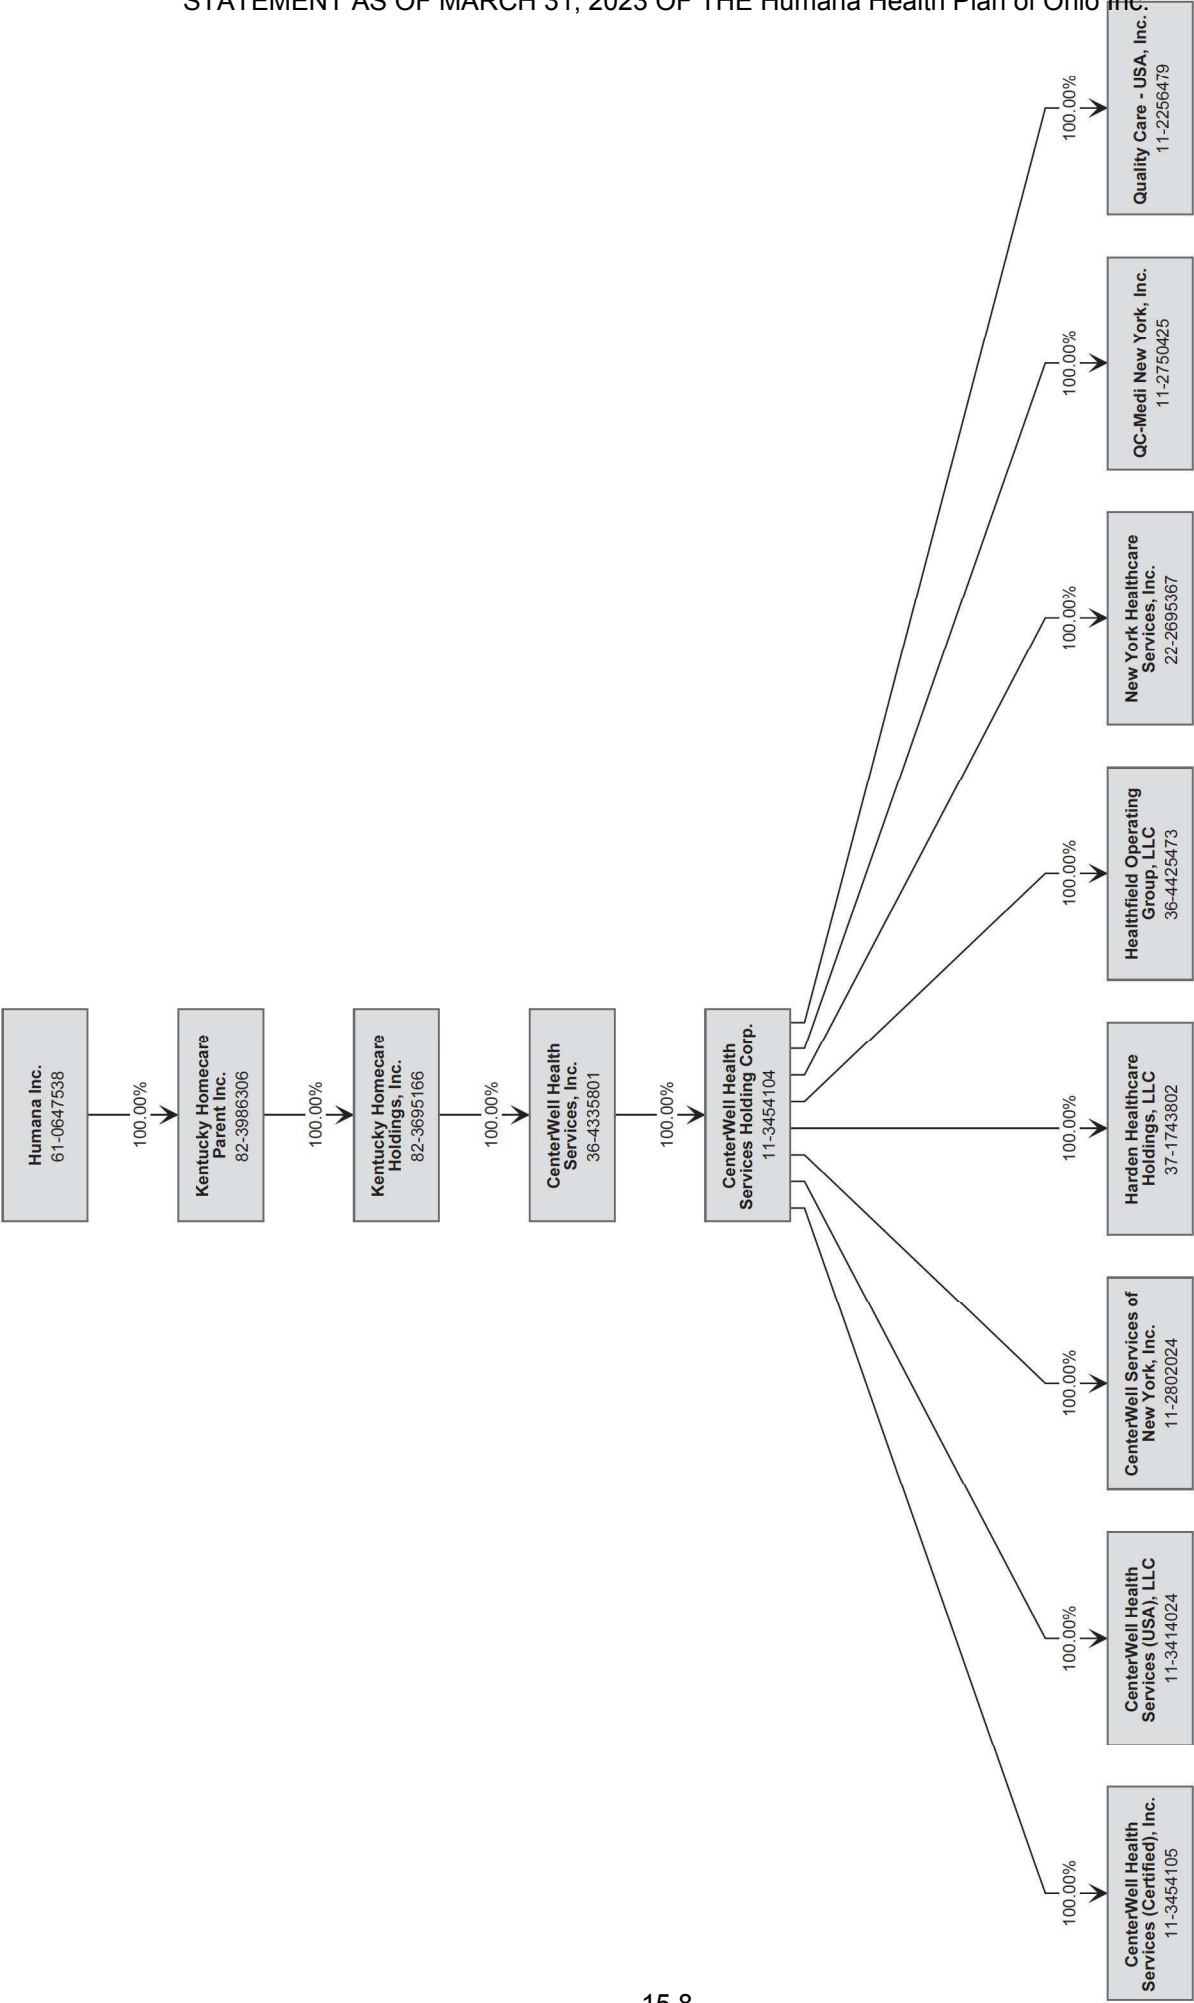 STATEMENT AS OF MARCH 31, 2023 OF THE Humana Health Plan of Ohio Inc.
Humana Inc.
61-0647538
100.00%
Kentucky Homecare
Parent Inc.
82-3986306
100.00%
Kentucky Homecare
Holdings, Inc.
82-3695166
100.00%
CenterWell Health
Services, Inc.
36-4335801
100.00%
CenterWell Health
Services Holding Corp.
11-3454104
100.00%
CenterWell Health
Services (Certified), Inc.
11-3454105
100.00%
CenterWell Health
Services (USA), LLC
11-3414024
100.00%
CenterWell Services of
New York, Inc.
11-2802024
100.00%
Harden Healthcare
Holdings, LLC
37-1743802
100.00%
Healthfield Operating
Group, LLC
36-4425473
100.00%
New York Healthcare
Services, Inc.
22-2695367
100.00%
QC-Medi New York, Inc.
11-2750425
100.00%
Quality Care - USA, Inc.
11-2256479
15.8